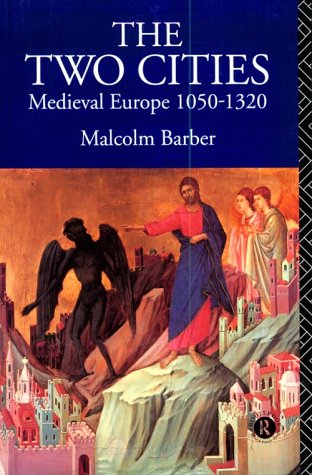 THE
TWO CITIES
Medieval Europe 1050-1320
Malcolm Barber
R